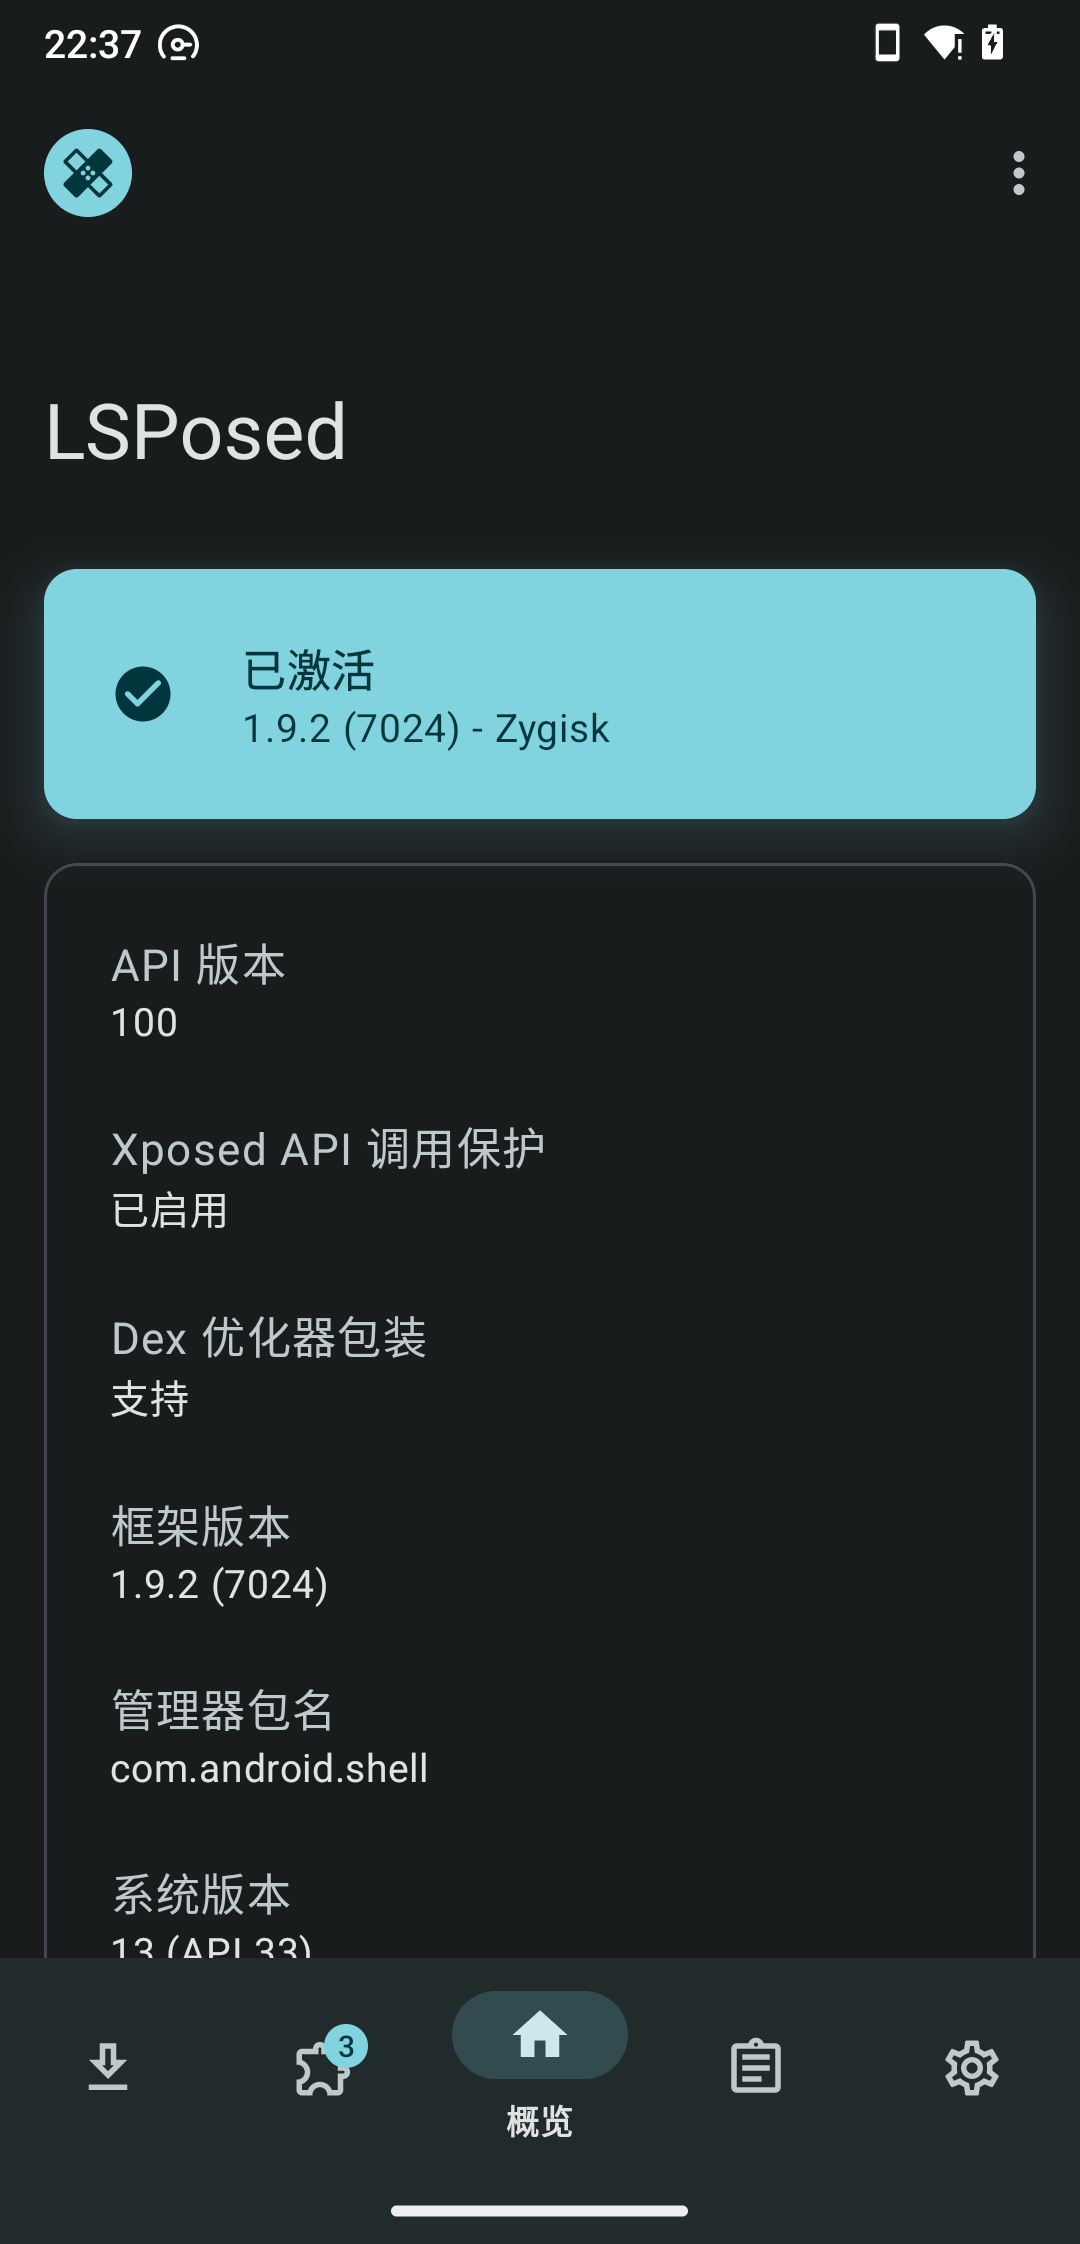 22:37
LSPosed
已激活
1.9.2 (7024) - Zygisk
API 版本
100
Xposed API 调用保护
已启用
Dex 优化器包装
支持
框架版本
1.9.2 (7024)
管理器包名
com.android.shell
系统版本
13 (API 33)
3
概览